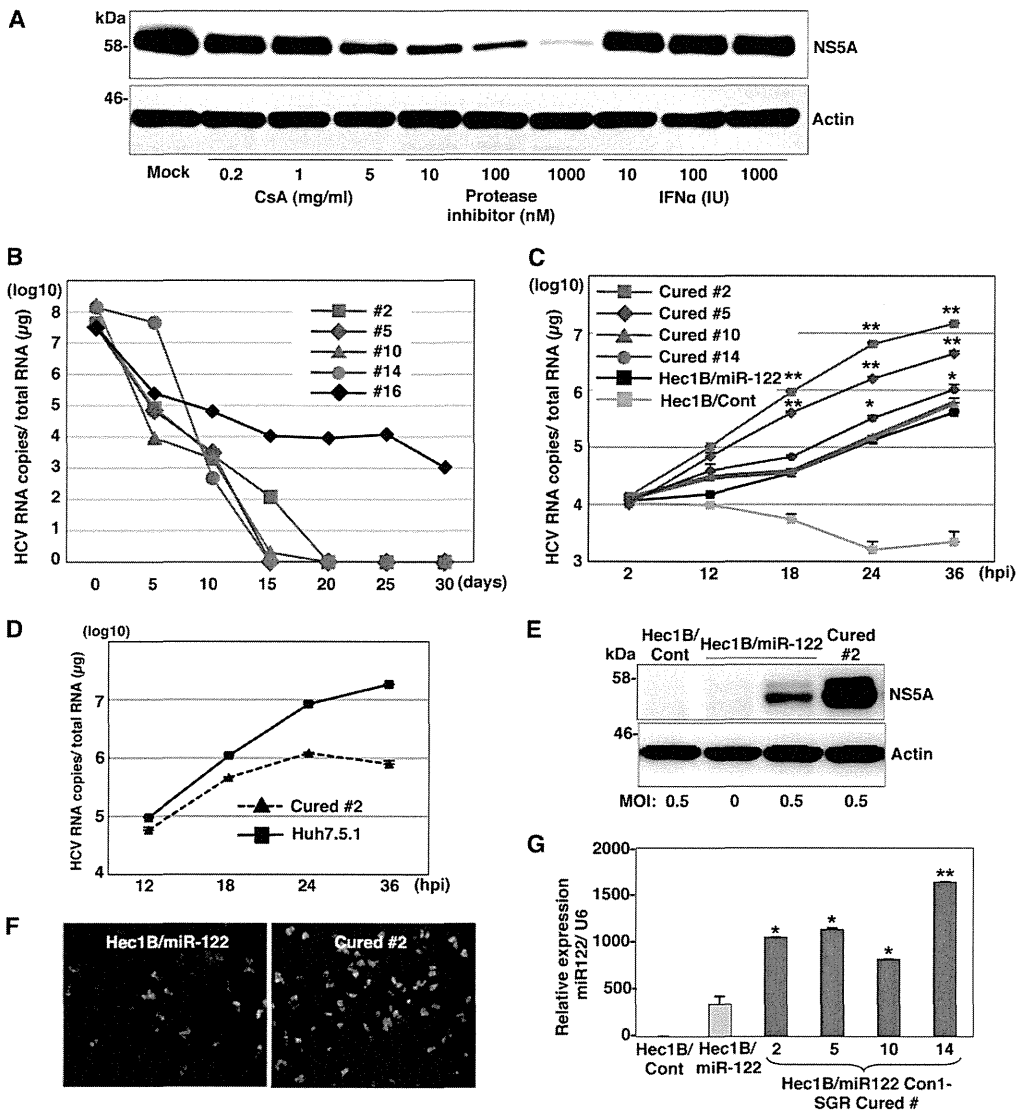 A
kDa
58-
NS5A
46-
Actin
Mock
0.2 1 5 10 100 1000 10 100 1000
CsA (mg/ml)
Protease
inhibitor (nM)
IFNα (IU)
B
(log10)
HCV RNA copies/ total RNA (µg)
8
7
6
5
4
3
2
1
0
0 5 10 15 20 25 30 (days)
#2
#5
#10
#14
#16
C
(log10)
HCV RNA copies/ total RNA (µg)
7
6
5
4
3
2 12 18 24 36 (hpi)
Cured #2
Cured #5
Cured #10
Cured #14
Hec1B/miR-122
Hec1B/Cont
** ** ** ** ** ** * *
D
(log10)
HCV RNA copies/ total RNA (µg)
7
6
5
4
12 18 24 36 (hpi)
Cured #2
Huh7.5.1
E
kDa
Hec1B/
Cont
Hec1B/miR-122
Cured
#2
58-
NS5A
46-
Actin
MOI: 0.5 0 0.5 0.5
F
Hec1B/miR-122
Cured #2
G
Relative expression
miR122/ U6
2000
1500
1000
500
0
* * * **
Hec1B/
Cont
Hec1B/
miR-122
2 5 10 14
Hec1B/miR122 Con1-
SGR Cured #